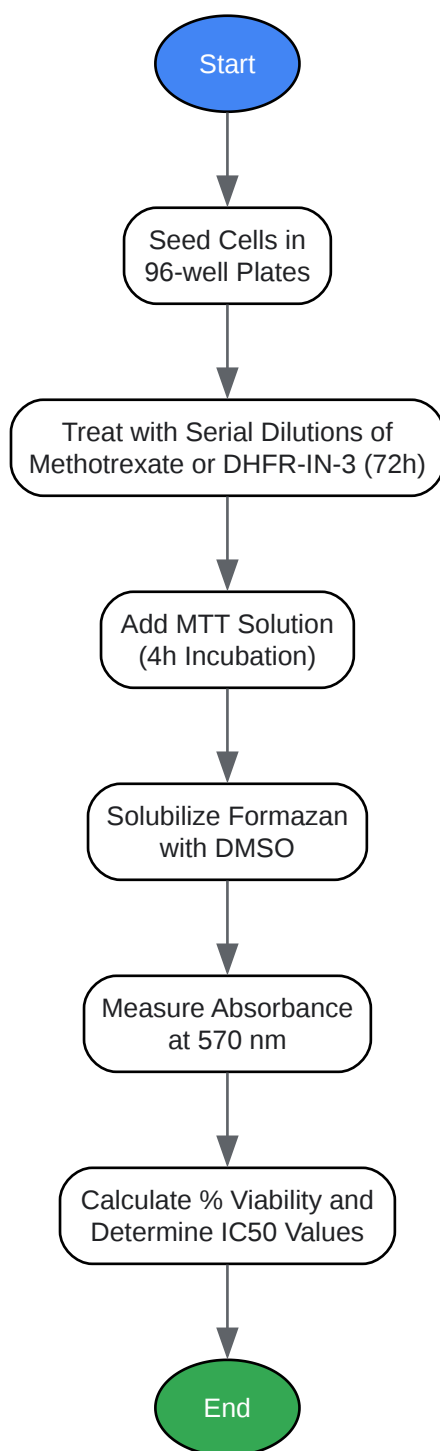 Start
Seed Cells in
96-well Plates
Treat with Serial Dilutions of
Methotrexate or DHFR-IN-3 (72h)
Add MTT Solution
(4h Incubation)
Solubilize Formazan
with DMSO
Measure Absorbance
at 570 nm
Calculate % Viability and
Determine IC50 Values
End